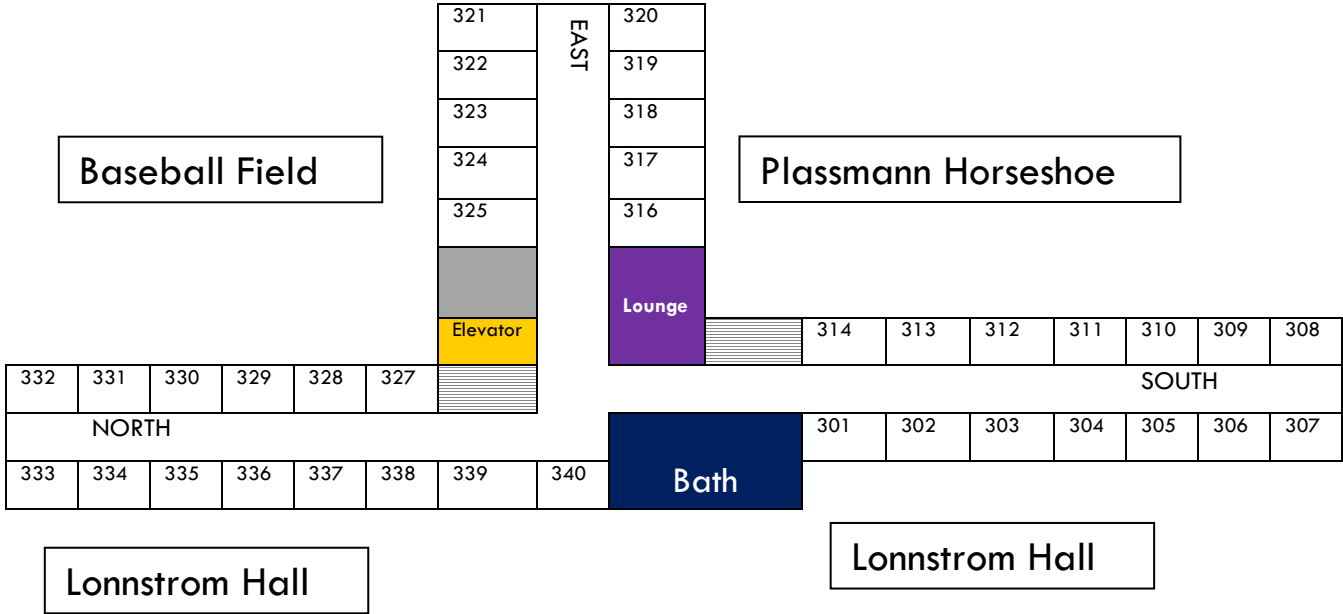 321
EAST
320
322
319
323
318
Baseball Field
324
317
Plassmann Horseshoe
325
316
Lounge
Elevator
314 313 312 311 310 309 308
332 331 330 329 328 327
SOUTH
NORTH
301 302 303 304 305 306 307
333 334 335 336 337 338 339 340
Bath
Lonnstrom Hall
Lonnstrom Hall